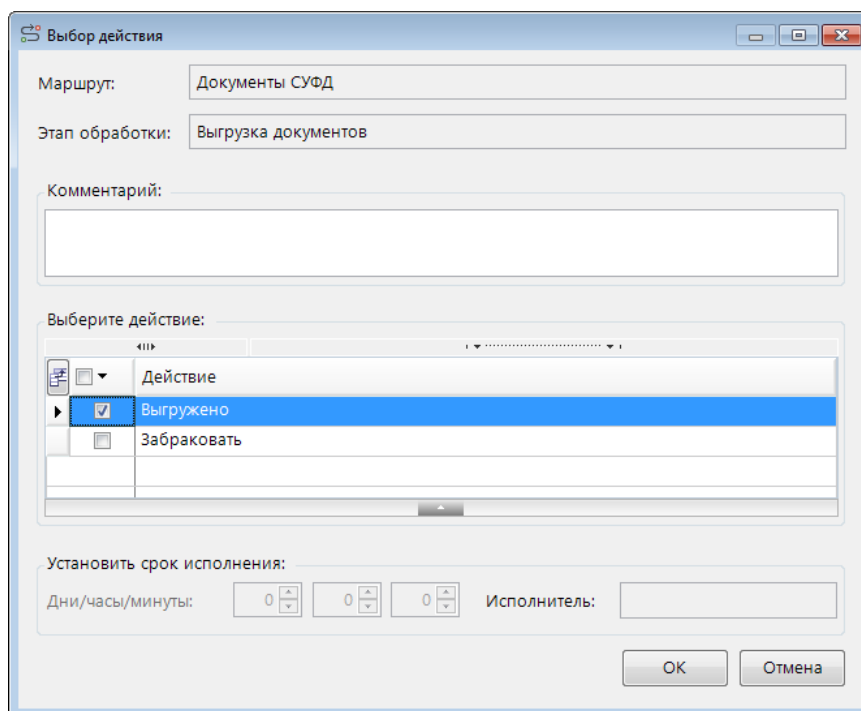 Выбор действия
Маршрут: Документы СУФД
Этап обработки: Выгрузка документов
Комментарий:
Выберите действие:
Действие
Выгружено
Забраковать
Установить срок исполнения:
Дни/часы/минуты: 0 0 0 Исполнитель:
ОК Отмена